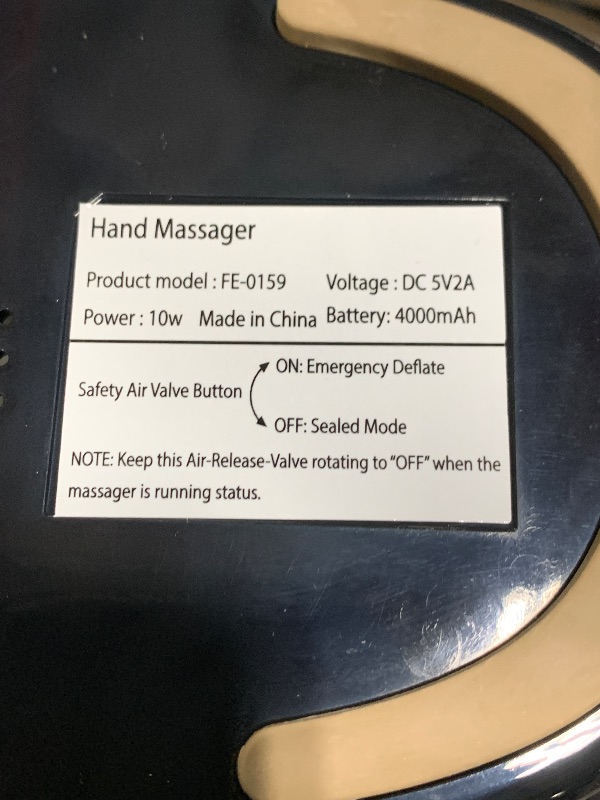 Hand Massager
Product model : FE-0159 Voltage : DC 5V2A
Power : 10w Made in China Battery: 4000mAh
ON: Emergency Deflate
Safety Air Valve Button
OFF: Sealed Mode
NOTE: Keep this Air-Release-Valve rotating to “OFF” when the
massager is running status.